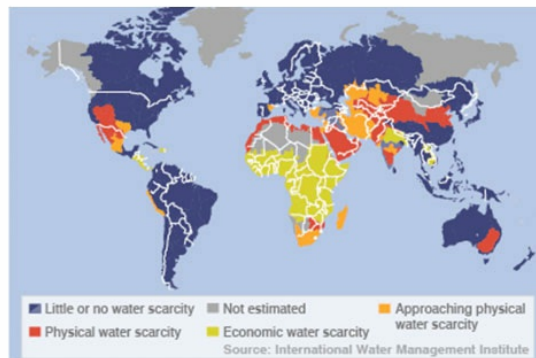 Little or no water scarcity
Not estimated
Approaching physical
water scarcity
Physical water scarcity
Economic water scarcity
Source: International Water Management Institute